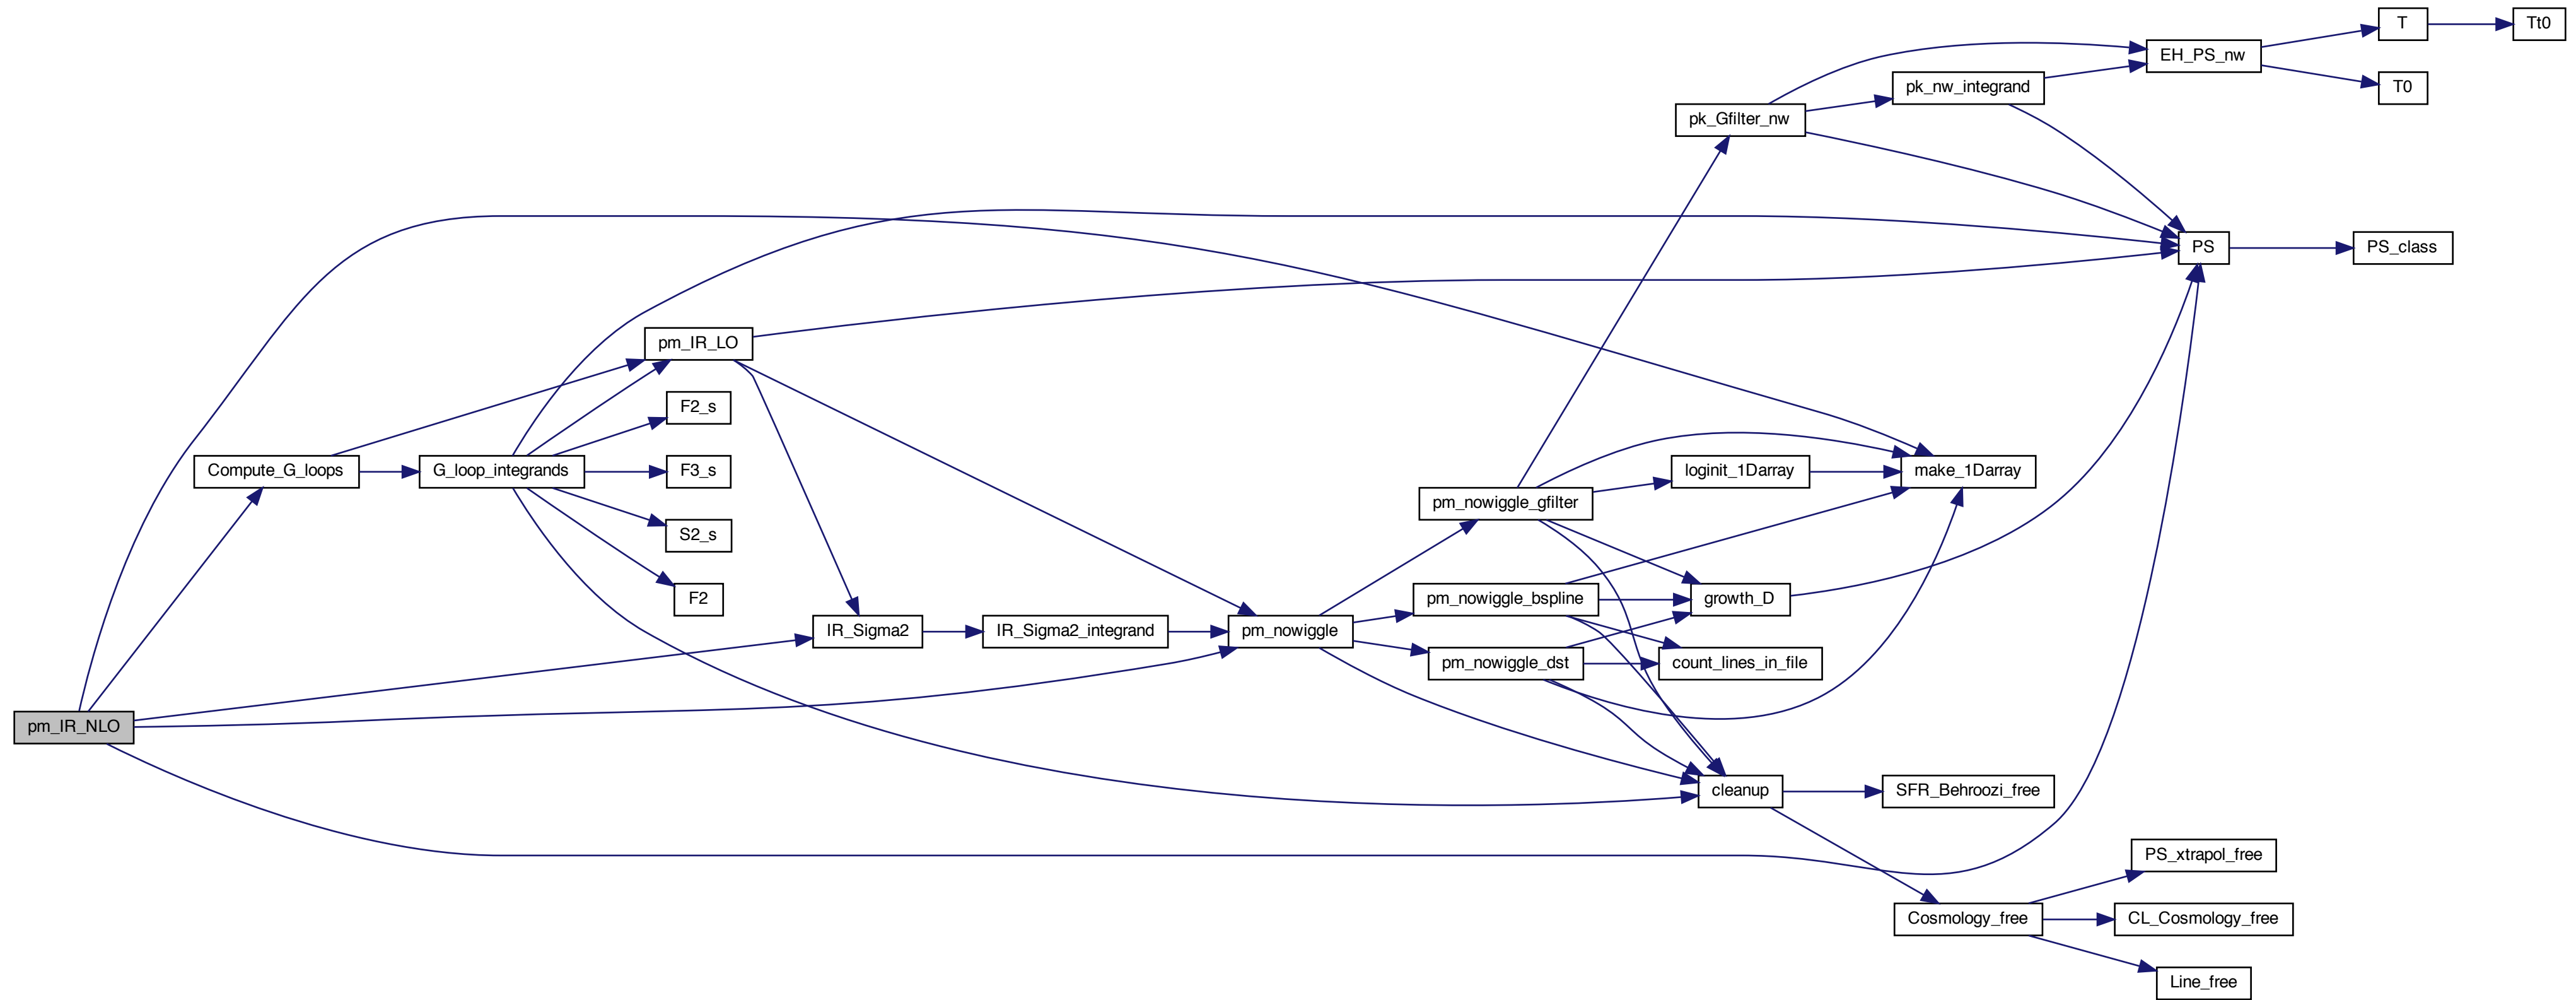 T
Tt0
EH_PS_nw
pk_nw_integrand
T0
pk_Gfilter_nw
PS
PS_class
pm_IR_LO
F2_s
Compute_G_loops
G_loop_integrands
F3_s
loginit_1Darray
make_1Darray
pm_nowiggle_gfilter
S2_s
F2
pm_nowiggle_bspline
growth_D
IR_Sigma2
IR_Sigma2_integrand
pm_nowiggle
pm_nowiggle_dst
count_lines_in_file
pm_IR_NLO
cleanup
SFR_Behroozi_free
PS_xtrapol_free
Cosmology_free
CL_Cosmology_free
Line_free